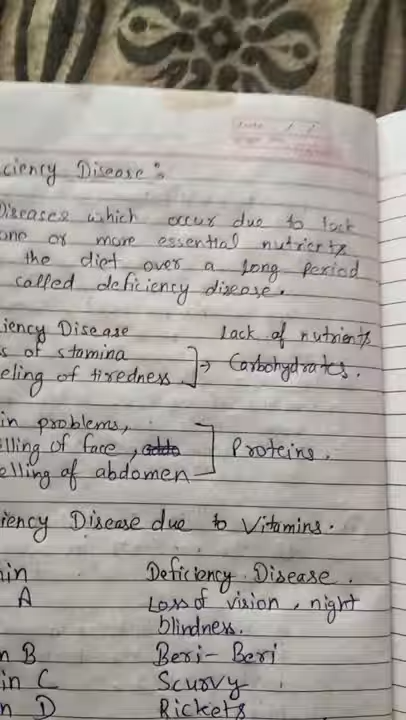 ciency Disease :
Diseases which occur due to lack
one or more essential nutrients
the diet over a long period
called deficiency disease.
iency Disease Lack of nutrients
s of stamina
eling of tiredness. → Carbohydrates.
in problems,
lling of face, Proteins.
elling of abdomen
iency Disease due to Vitamins.
min Deficiency Disease.
A Loss of vision, night
blindness.
n B Beri-Beri
in C Scurvy
n D Rickets